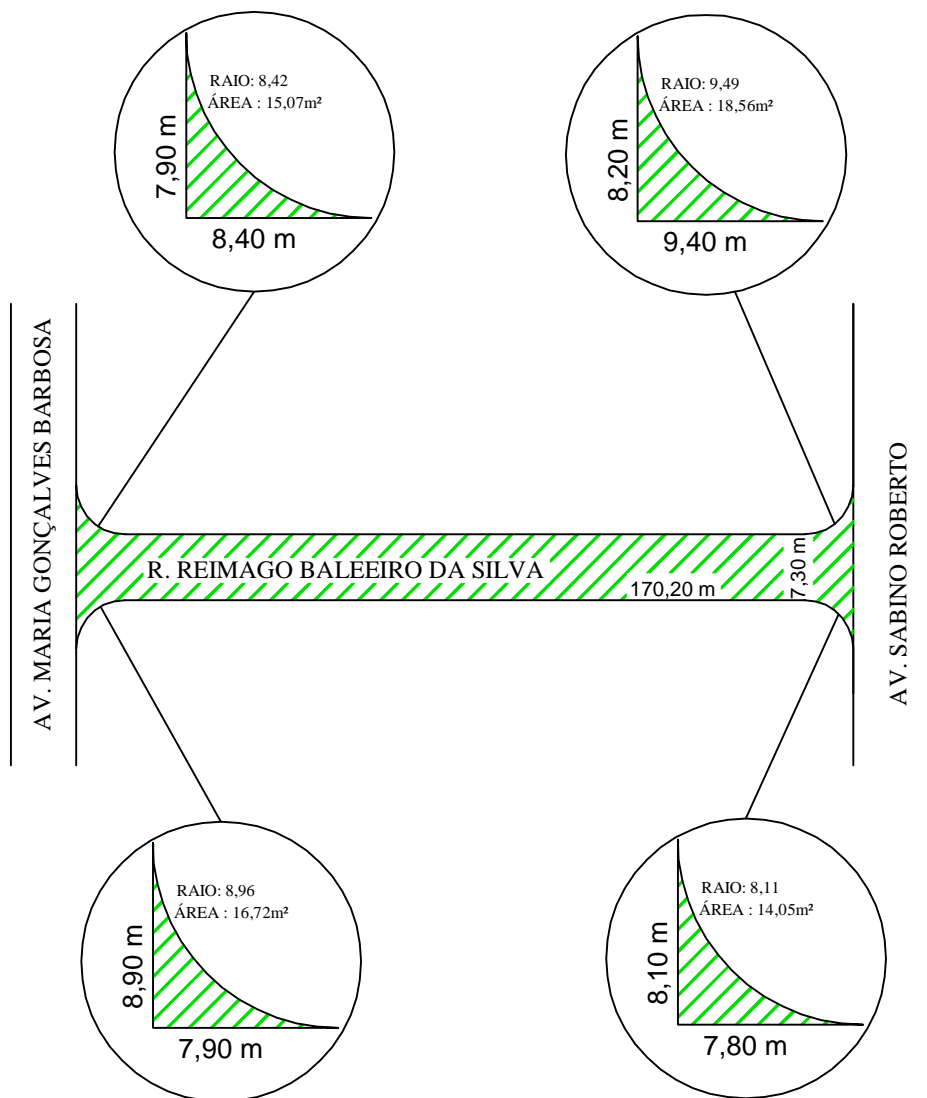 RAIO: 8,42
ÁREA : 15,07m²
7,90 m
8,40 m
RAIO: 9,49
ÁREA : 18,56m²
8,20 m
9,40 m
AV. MARIA GONÇALVES BARBOSA
R. REIMAGO BALEEIRO DA SILVA
170,20 m
7,30 m
AV. SABINO ROBERTO
RAIO: 8,96
ÁREA : 16,72m²
8,90 m
7,90 m
RAIO: 8,11
ÁREA : 14,05m²
8,10 m
7,80 m